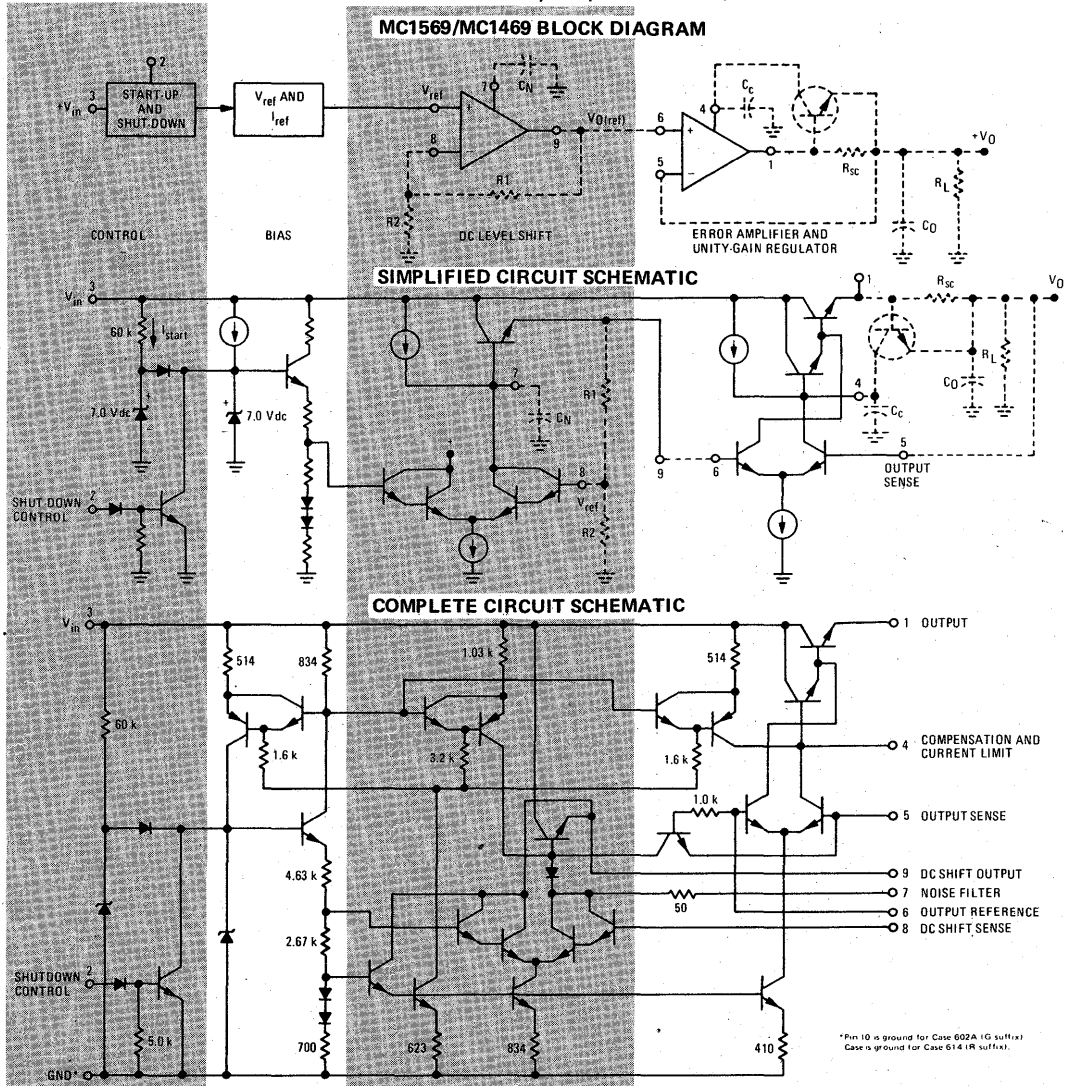 MC1569/MC1469 BLOCK DIAGRAM
2
3
+Vin
START-UP
AND
SHUT-DOWN
Vref AND
Iref
Vref
+
7
CN
8
−
9
VO(ref)
R1
R2
6
+
5
−
4
Cc
1
Rsc
+VO
CO
RL
CONTROL
BIAS
DC LEVEL SHIFT
ERROR AMPLIFIER AND
UNITY-GAIN REGULATOR
SIMPLIFIED CIRCUIT SCHEMATIC
3
Vin
60 k
Istart
+
7.0 Vdc
+
7.0 Vdc
−
SHUT DOWN
CONTROL
2
7
CN
R1
8
Vref
R2
9
6
1
Rsc
VO
RL
CO
4
Cc
5
OUTPUT
SENSE
COMPLETE CIRCUIT SCHEMATIC
3
Vin
514
834
1.03 k
514
1 OUTPUT
60 k
1.6 k
3.2 k
1.6 k
4 COMPENSATION AND
CURRENT LIMIT
1.0 k
5 OUTPUT SENSE
4.63 k
9 DC SHIFT OUTPUT
50
7 NOISE FILTER
6 OUTPUT REFERENCE
2.67 k
8 DC SHIFT SENSE
SHUTDOWN
CONTROL
2
5.0 k
700
623
834
410
GND*
*Pin 10 is ground for Case 602A (G suffix)
Case is ground for Case 614 (R suffix).